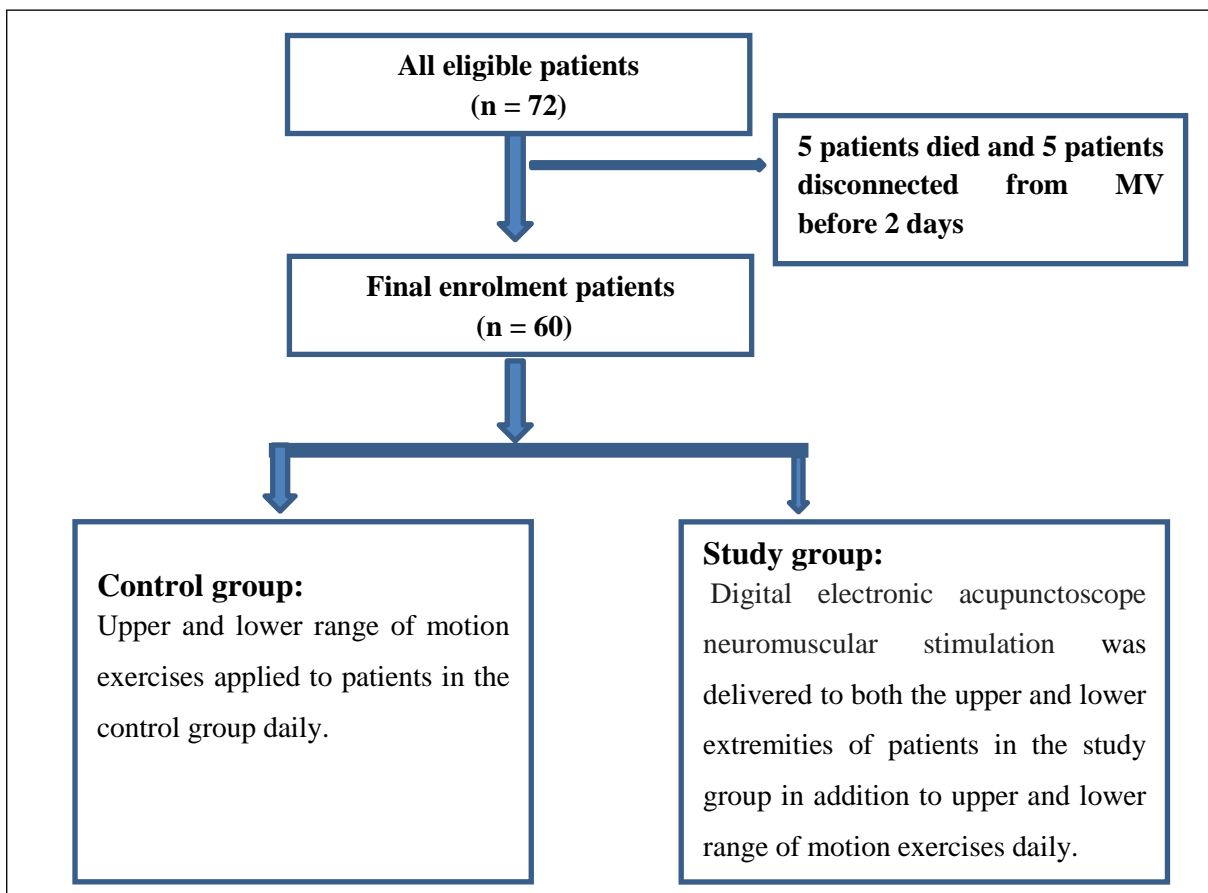 All eligible patients
(n = 72)
5 patients died and 5 patients
disconnected from MV
before 2 days
Final enrolment patients
(n = 60)
Control group:
Upper and lower range of motion
exercises applied to patients in the
control group daily.
Study group:
Digital electronic acupunctoscope
neuromuscular stimulation was
delivered to both the upper and lower
extremities of patients in the study
group in addition to upper and lower
range of motion exercises daily.